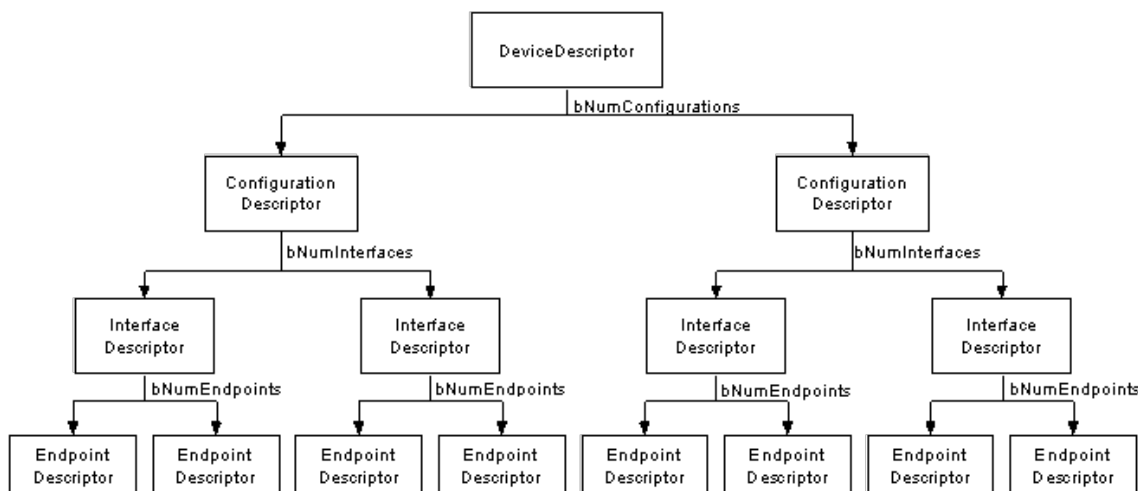 DeviceDescriptor
bNumConfigurations
Configuration
Descriptor
Configuration
Descriptor
bNumInterfaces
bNumInterfaces
Interface
Descriptor
Interface
Descriptor
Interface
Descriptor
Interface
Descriptor
bNumEndpoints
bNumEndpoints
bNumEndpoints
bNumEndpoints
Endpoint
Descriptor
Endpoint
Descriptor
Endpoint
Descriptor
Endpoint
Descriptor
Endpoint
Descriptor
Endpoint
Descriptor
Endpoint
Descriptor
Endpoint
Descriptor